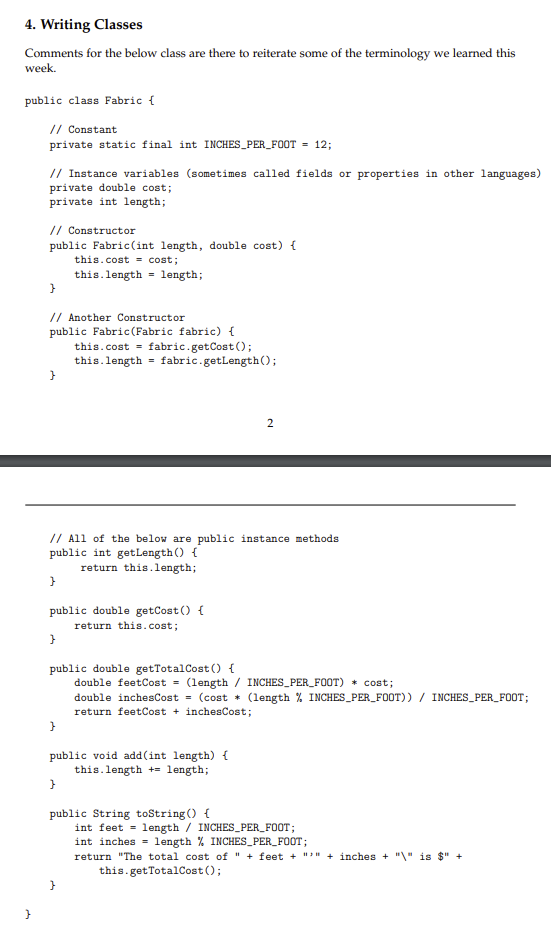 4. Writing Classes
Comments for the below class are there to reiterate some of the terminology we learned this
week.
public class Fabric {
// Constant
private static final int INCHES_PER_FOOT = 12;
// Instance variables (sometimes called fields or properties in other languages)
private double cost;
private int length;
// Constructor
public Fabric(int length, double cost) {
this.cost = cost;
this.length = length;
}
// Another Constructor
public Fabric(Fabric fabric) {
this.cost = fabric.getCost();
this.length = fabric.getLength();
}
2
// All of the below are public instance methods
public int getLength() {
return this.length;
}
public double getCost() {
return this.cost;
}
public double getTotalCost() {
double feetCost = (length / INCHES_PER_FOOT) * cost;
double inchesCost = (cost * (length % INCHES_PER_FOOT)) / INCHES_PER_FOOT;
return feetCost + inchesCost;
}
public void add(int length) {
this.length += length;
}
public String toString() {
int feet = length / INCHES_PER_FOOT;
int inches = length % INCHES_PER_FOOT;
return "The total cost of " + feet + "’" + inches + "\" is $" +
this.getTotalCost();
}
}